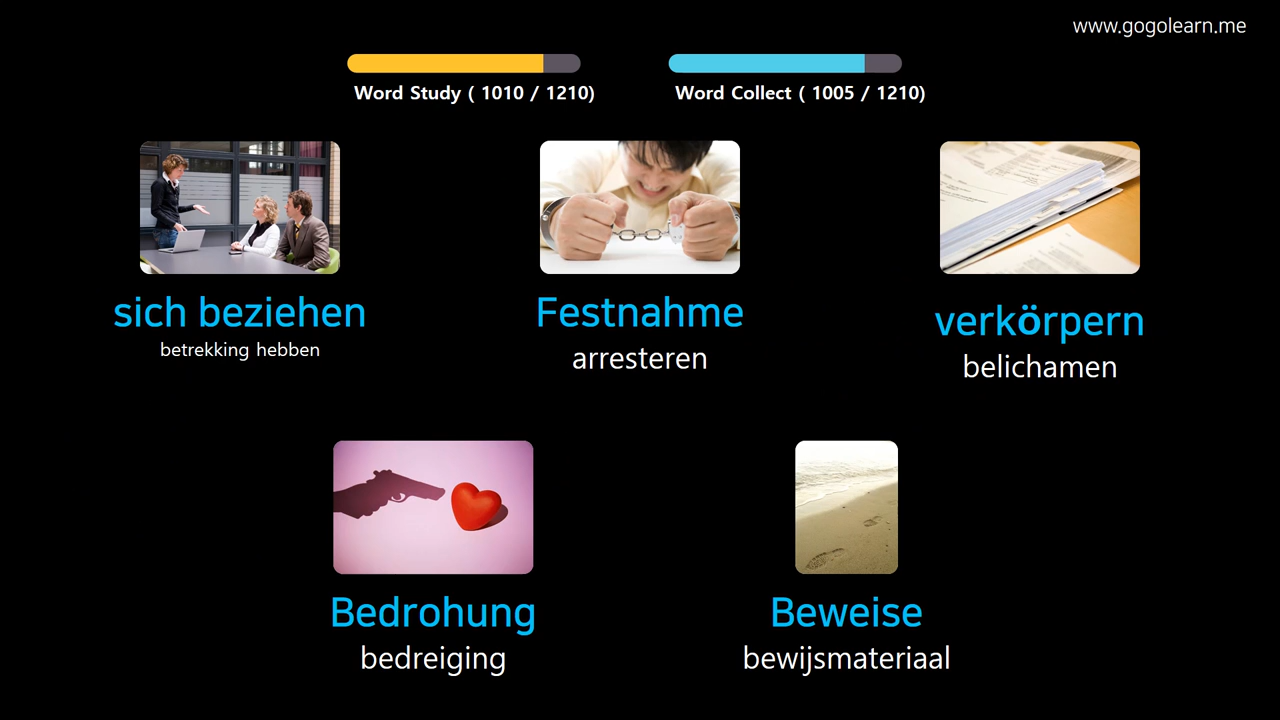 www.gogolearn.me
Word Study ( 1010 / 1210)
Word Collect ( 1005 / 1210)
sich beziehen
betrekking hebben
Festnahme
arresteren
verkörpern
belichamen
Bedrohung
bedreiging
Beweise
bewijsmateriaal